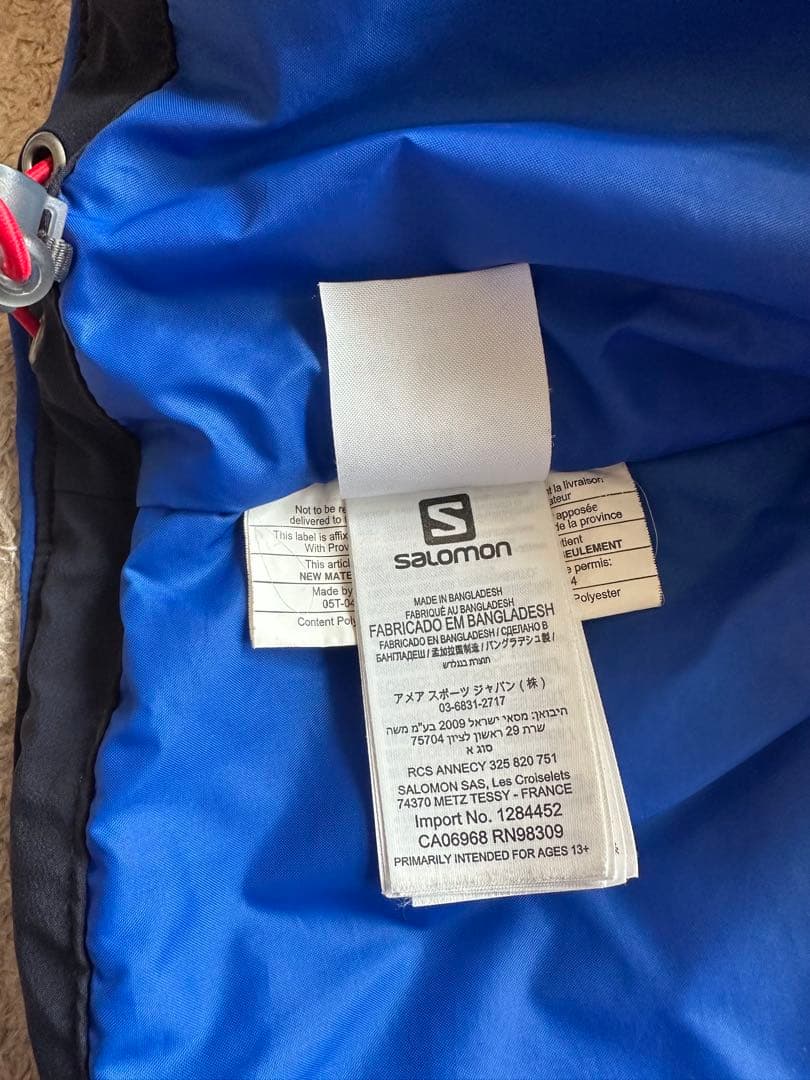 Not to be
delivered to
This label is affix
With Prov
This artic
NEW MATE
Made by
05T-04
Content Poly
SALOMON
MADE IN BANGLADESH
FABRIQUÉ AU BANGLADESH
FABRICADO EM BANGLADESH
FABRICADO EN BANGLADESH / СДЕЛАНО В
БАНГЛАДЕШ / 孟加拉国制造 / バングラデシュ製 /
תוצרת בנגלדש
アメア スポーツ ジャパン ( 株 )
03-6831-2717
היבואן: מסאי ישראל 2009 בע"מ משה
שרת 29 ראשון לציון 75704
סוג א
RCS ANNECY 325 820 751
SALOMON SAS, Les Croiselets
74370 METZ TESSY - FRANCE
Import No. 1284452
CA06968 RN98309
PRIMARILY INTENDED FOR AGES 13+
t la livraison
ateur
apposée
de la province
tient
EULEMENT
e permis:
4
Polyester